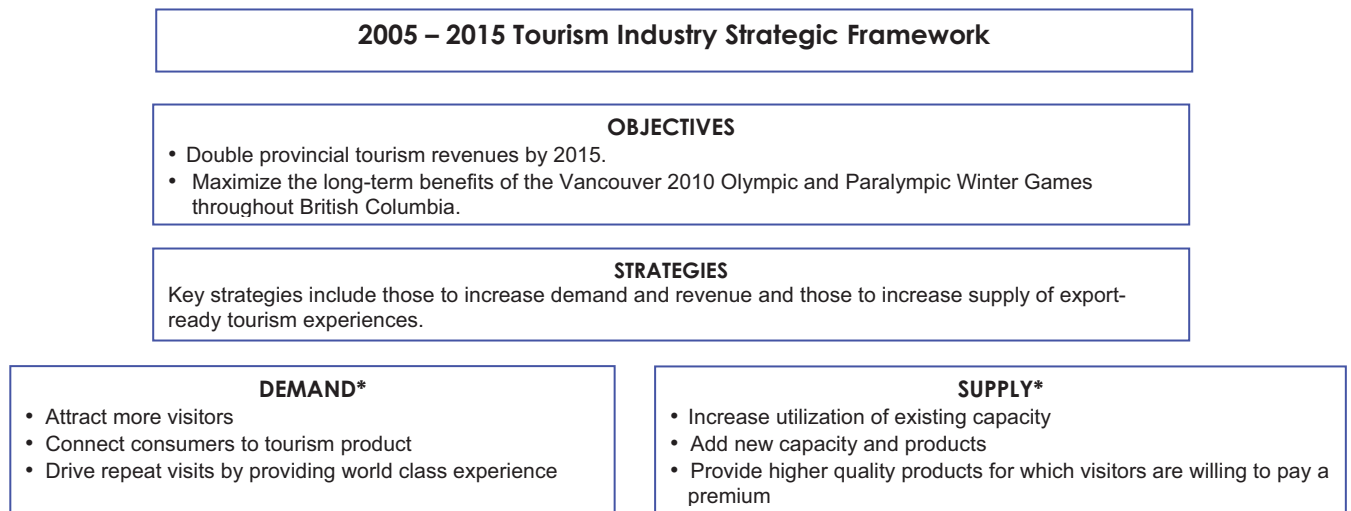 2005 – 2015 Tourism Industry Strategic Framework
OBJECTIVES
• Double provincial tourism revenues by 2015.
• Maximize the long-term benefits of the Vancouver 2010 Olympic and Paralympic Winter Games
throughout British Columbia.
STRATEGIES
Key strategies include those to increase demand and revenue and those to increase supply of export-
ready tourism experiences.
DEMAND*
• Attract more visitors
• Connect consumers to tourism product
• Drive repeat visits by providing world class experience
SUPPLY*
• Increase utilization of existing capacity
• Add new capacity and products
• Provide higher quality products for which visitors are willing to pay a
premium